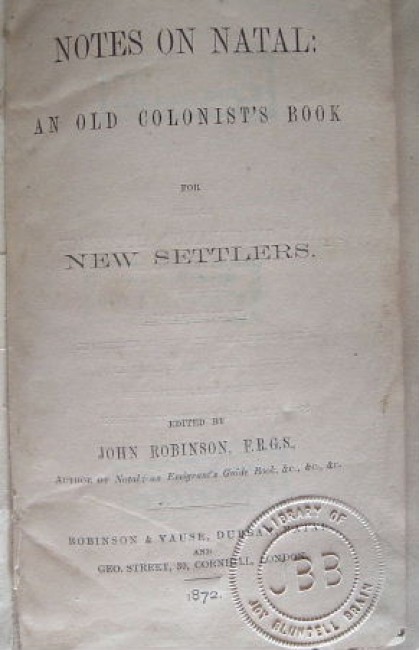 NOTES ON NATAL:
AN OLD COLONIST'S BOOK
FOR
NEW SETTLERS.
EDITED BY
JOHN ROBINSON, F.R.G.S.,
AUTHOR OF Natal; an Emigrant's Guide Book, &c., &c., &c.
ROBINSON & VAUSE, DURBAN, NATAL
AND
GEO. STREET, 30, CORNHILL, LONDON.
1872.
LIBRARY OF
JBB
JOY BLUNDELL BRAIN